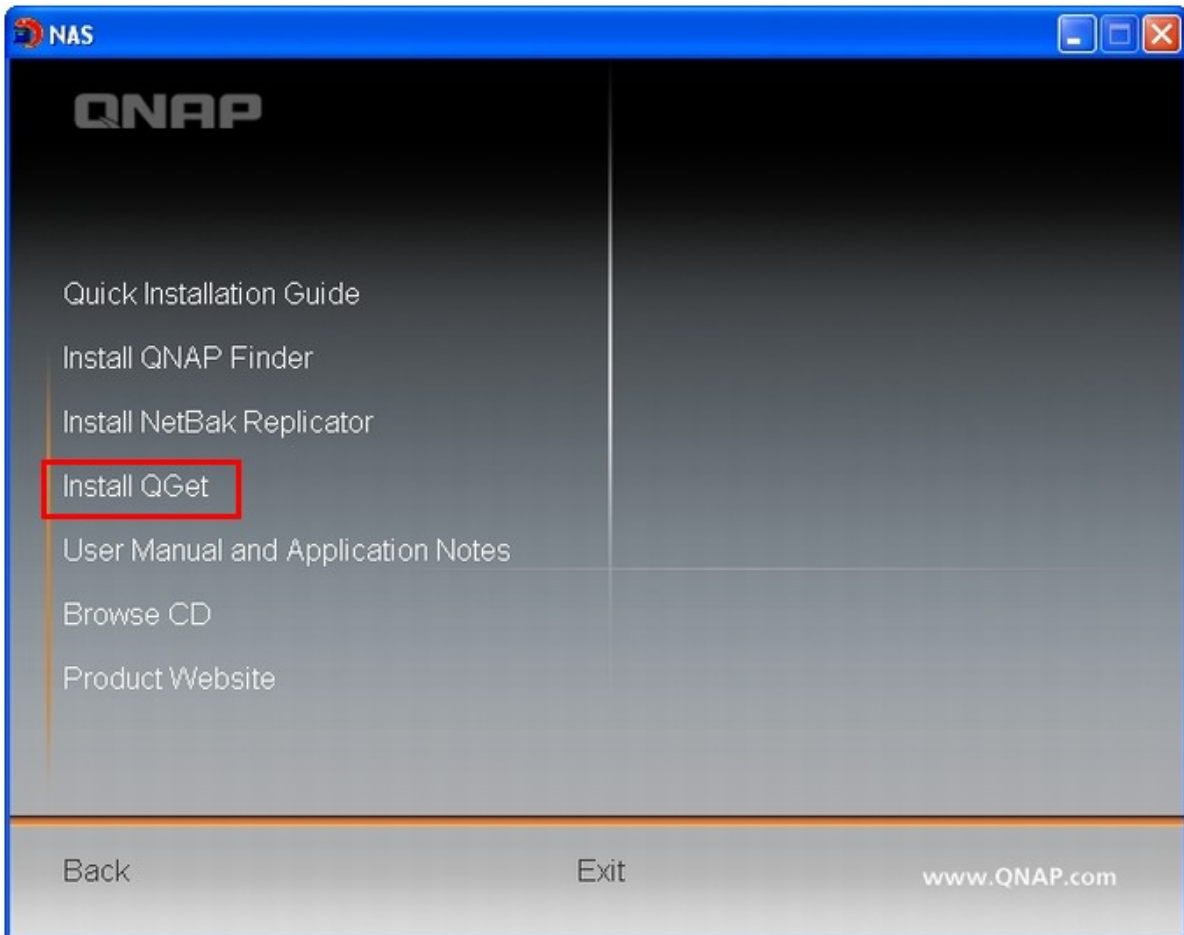 NAS
QNAP
Quick Installation Guide
Install QNAP Finder
Install NetBak Replicator
Install QGet
User Manual and Application Notes
Browse CD
Product Website
Back
Exit
www.QNAP.com